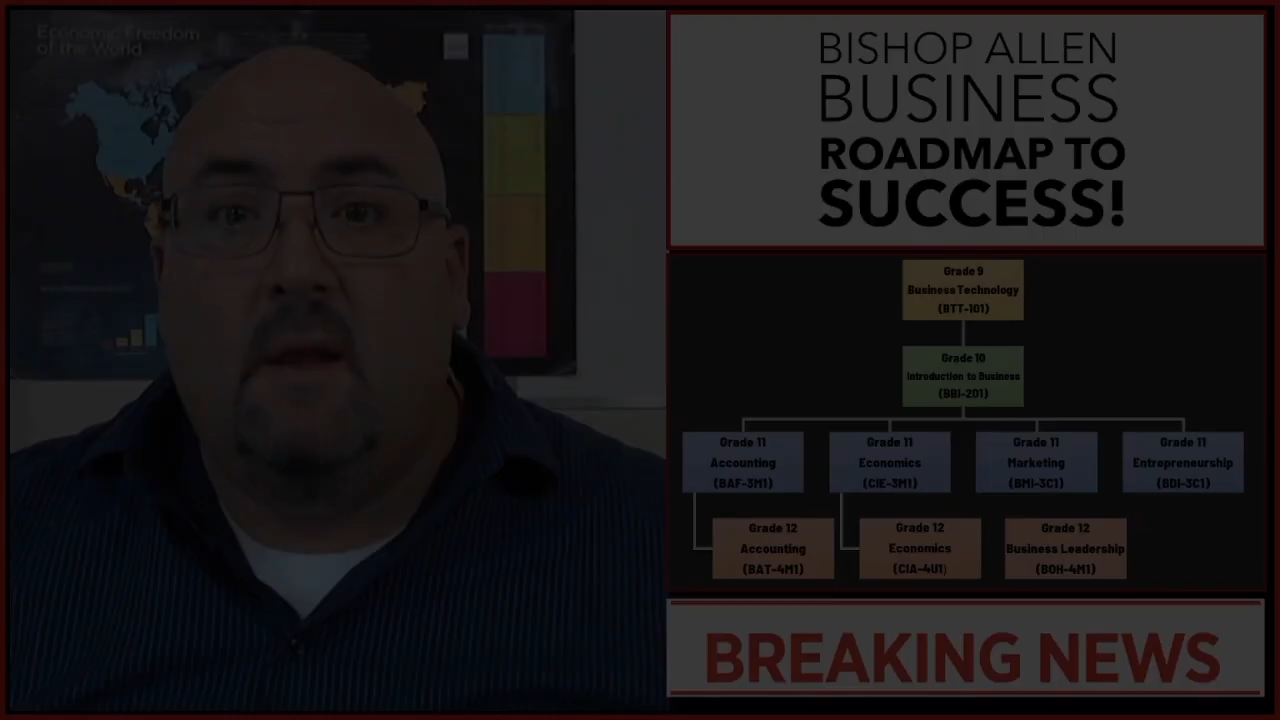 Economic Freedom
of the World
BISHOP ALLEN
BUSINESS
ROADMAP TO
SUCCESS!
Grade 9
Business Technology
(BTT-101)
Grade 10
Introduction to Business
(BBI-201)
Grade 11
Accounting
(BAF-3M1)
Grade 11
Economics
(CIE-3M1)
Grade 11
Marketing
(BMI-3C1)
Grade 11
Entrepreneurship
(BDI-3C1)
Grade 12
Accounting
(BAT-4M1)
Grade 12
Economics
(CIA-4U1)
Grade 12
Business Leadership
(BOH-4M1)
BREAKING NEWS